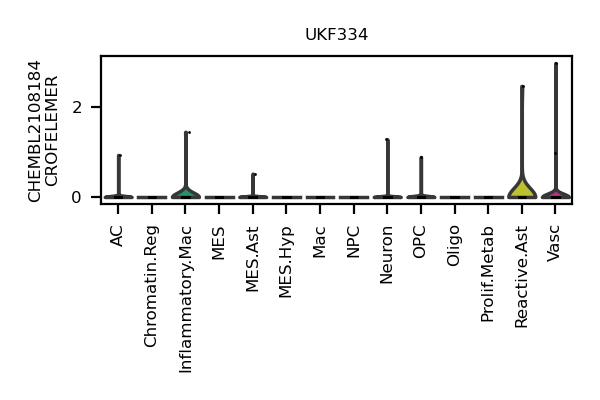 UKF334
CHEMBL2108184
CROFELEMER
2
0
AC
Chromatin.Reg
Inflammatory.Mac
MES
MES.Ast
MES.Hyp
Mac
NPC
Neuron
OPC
Oligo
Prolif.Metab
Reactive.Ast
Vasc